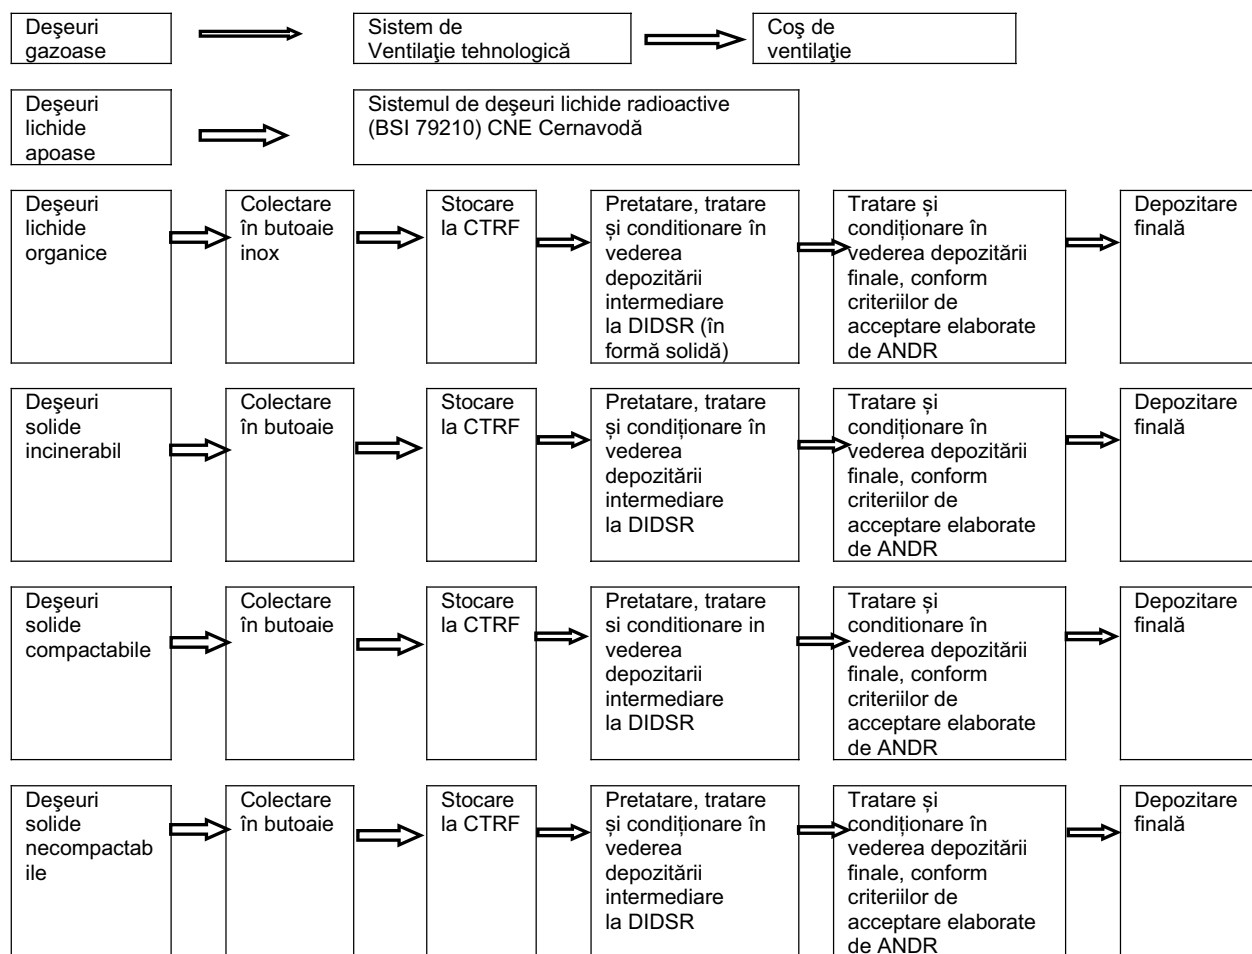 Deşeuri
gazoase
Sistem de
Ventilaţie tehnologică
Coş de
ventilaţie
Deşeuri
lichide
apoase
Sistemul de deşeuri lichide radioactive
(BSI 79210) CNE Cernavodă
Deşeuri
lichide
organice
Colectare
în butoaie
inox
Stocare
la CTRF
Pretatare, tratare
și conditionare în
vederea
depozitării
intermediare
la DIDSR (în
formă solidă)
Tratare și
condiționare în
vederea depozitării
finale, conform
criteriilor de
acceptare elaborate
de ANDR
Depozitare
finală
Deşeuri
solide
incinerabil
Colectare
în butoaie
Stocare
la CTRF
Pretatare, tratare
și condiționare în
vederea
depozitării
intermediare
la DIDSR
Tratare și
condiționare în
vederea depozitării
finale, conform
criteriilor de
acceptare elaborate
de ANDR
Depozitare
finală
Deşeuri
solide
compactabile
Colectare
în butoaie
Stocare
la CTRF
Pretatare, tratare
si conditionare in
vederea
depozitarii
intermediare
la DIDSR
Tratare și
conditionare în
vederea depozitării
finale, conform
criteriilor de
acceptare elaborate
de ANDR
Depozitare
finală
Deşeuri
solide
necompactab
ile
Colectare
în butoaie
Stocare
la CTRF
Pretatare, tratare
și condiționare în
vederea
depozitării
intermediare
la DIDSR
Tratare și
condiționare în
vederea depozitării
finale, conform
criteriilor de
acceptare elaborate
de ANDR
Depozitare
finală